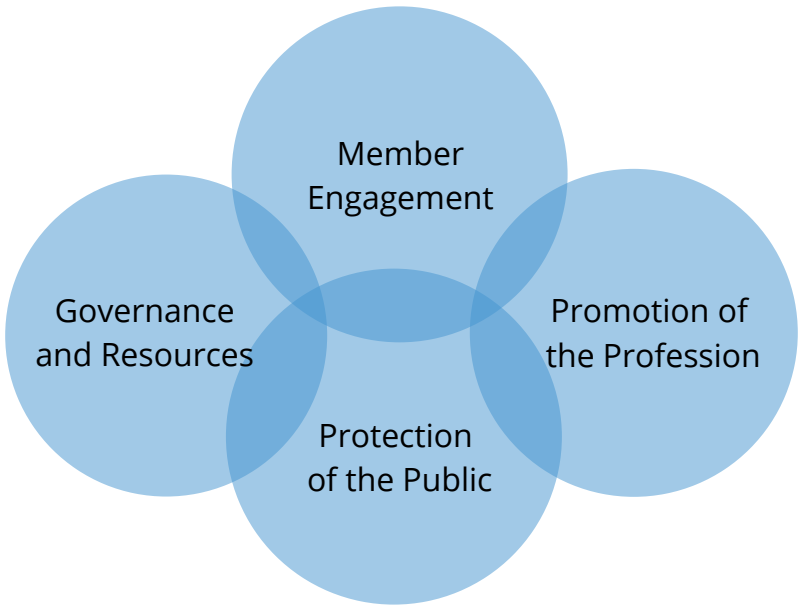 Member
Engagement
Governance
and Resources
Promotion of
the Profession
Protection
of the Public